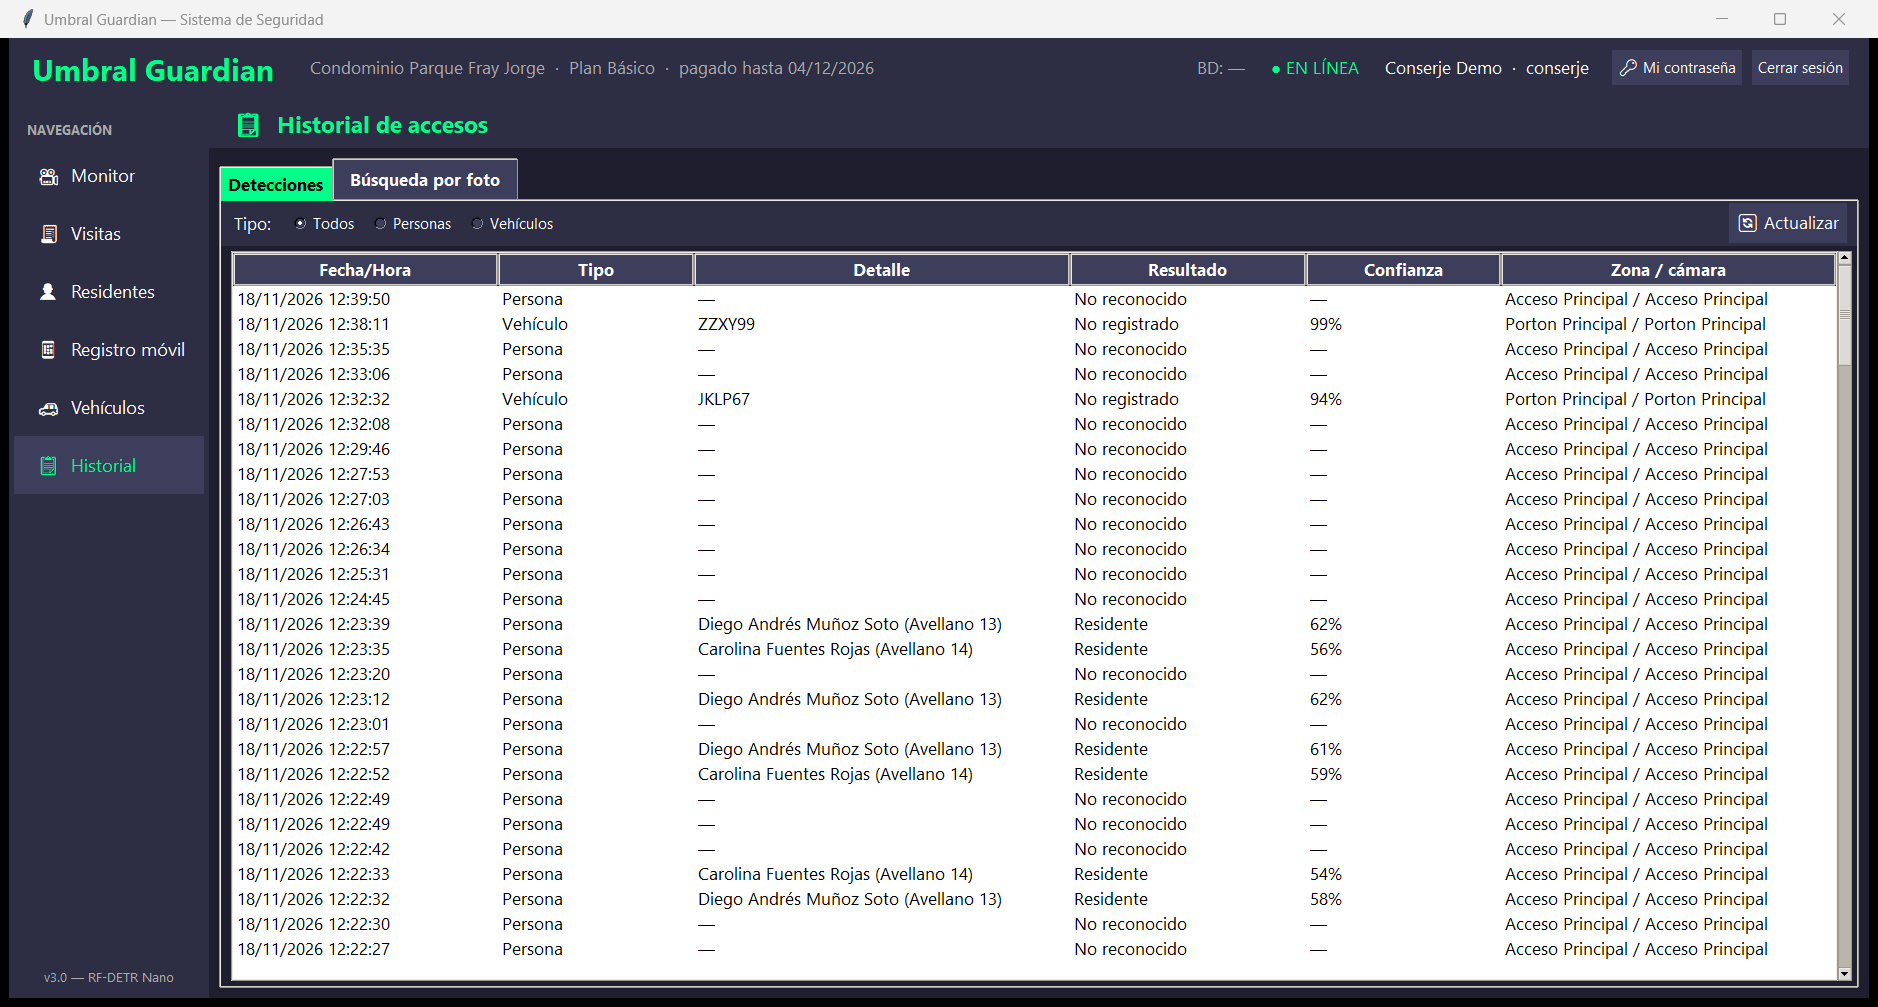 Umbral Guardian — Sistema de Seguridad
Umbral Guardian
Condominio Parque Fray Jorge · Plan Básico · pagado hasta 04/12/2026
BD: — ● EN LÍNEA Conserje Demo · conserje Mi contraseña Cerrar sesión
NAVEGACIÓN
Monitor
Visitas
Residentes
Registro móvil
Vehículos
Historial
v3.0 — RF-DETR Nano
Historial de accesos
Detecciones Búsqueda por foto
Tipo: Todos Personas Vehículos Actualizar
Fecha/Hora Tipo Detalle Resultado Confianza Zona / cámara
18/11/2026 12:39:50 Persona — No reconocido — Acceso Principal / Acceso Principal
18/11/2026 12:38:11 Vehículo ZZXY99 No registrado 99% Porton Principal / Porton Principal
18/11/2026 12:35:35 Persona — No reconocido — Acceso Principal / Acceso Principal
18/11/2026 12:33:06 Persona — No reconocido — Acceso Principal / Acceso Principal
18/11/2026 12:32:32 Vehículo JKLP67 No registrado 94% Porton Principal / Porton Principal
18/11/2026 12:32:08 Persona — No reconocido — Acceso Principal / Acceso Principal
18/11/2026 12:29:46 Persona — No reconocido — Acceso Principal / Acceso Principal
18/11/2026 12:27:53 Persona — No reconocido — Acceso Principal / Acceso Principal
18/11/2026 12:27:03 Persona — No reconocido — Acceso Principal / Acceso Principal
18/11/2026 12:26:43 Persona — No reconocido — Acceso Principal / Acceso Principal
18/11/2026 12:26:34 Persona — No reconocido — Acceso Principal / Acceso Principal
18/11/2026 12:25:31 Persona — No reconocido — Acceso Principal / Acceso Principal
18/11/2026 12:24:45 Persona — No reconocido — Acceso Principal / Acceso Principal
18/11/2026 12:23:39 Persona Diego Andrés Muñoz Soto (Avellano 13) Residente 62% Acceso Principal / Acceso Principal
18/11/2026 12:23:35 Persona Carolina Fuentes Rojas (Avellano 14) Residente 56% Acceso Principal / Acceso Principal
18/11/2026 12:23:20 Persona — No reconocido — Acceso Principal / Acceso Principal
18/11/2026 12:23:12 Persona Diego Andrés Muñoz Soto (Avellano 13) Residente 62% Acceso Principal / Acceso Principal
18/11/2026 12:23:01 Persona — No reconocido — Acceso Principal / Acceso Principal
18/11/2026 12:22:57 Persona Diego Andrés Muñoz Soto (Avellano 13) Residente 61% Acceso Principal / Acceso Principal
18/11/2026 12:22:52 Persona Carolina Fuentes Rojas (Avellano 14) Residente 59% Acceso Principal / Acceso Principal
18/11/2026 12:22:49 Persona — No reconocido — Acceso Principal / Acceso Principal
18/11/2026 12:22:49 Persona — No reconocido — Acceso Principal / Acceso Principal
18/11/2026 12:22:42 Persona — No reconocido — Acceso Principal / Acceso Principal
18/11/2026 12:22:33 Persona Carolina Fuentes Rojas (Avellano 14) Residente 54% Acceso Principal / Acceso Principal
18/11/2026 12:22:32 Persona Diego Andrés Muñoz Soto (Avellano 13) Residente 58% Acceso Principal / Acceso Principal
18/11/2026 12:22:30 Persona — No reconocido — Acceso Principal / Acceso Principal
18/11/2026 12:22:27 Persona — No reconocido — Acceso Principal / Acceso Principal